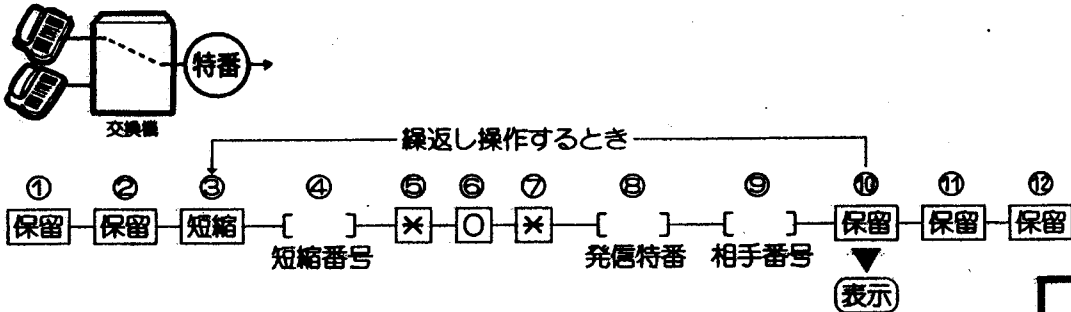 特番
交換機
繰返し操作するとき
① ② ③ ④ ⑤ ⑥ ⑦ ⑧ ⑨ ⑩ ⑪ ⑫
保留 保留 短縮 [ ] * 0 * [ ] [ ] 保留 保留 保留
短縮番号 発信特番 相手番号
表示